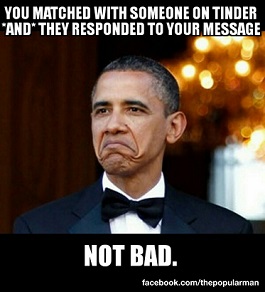 YOU MATCHED WITH SOMEONE ON TINDER
*AND* THEY RESPONDED TO YOUR MESSAGE
NOT BAD.
facebook.com/thepopularman